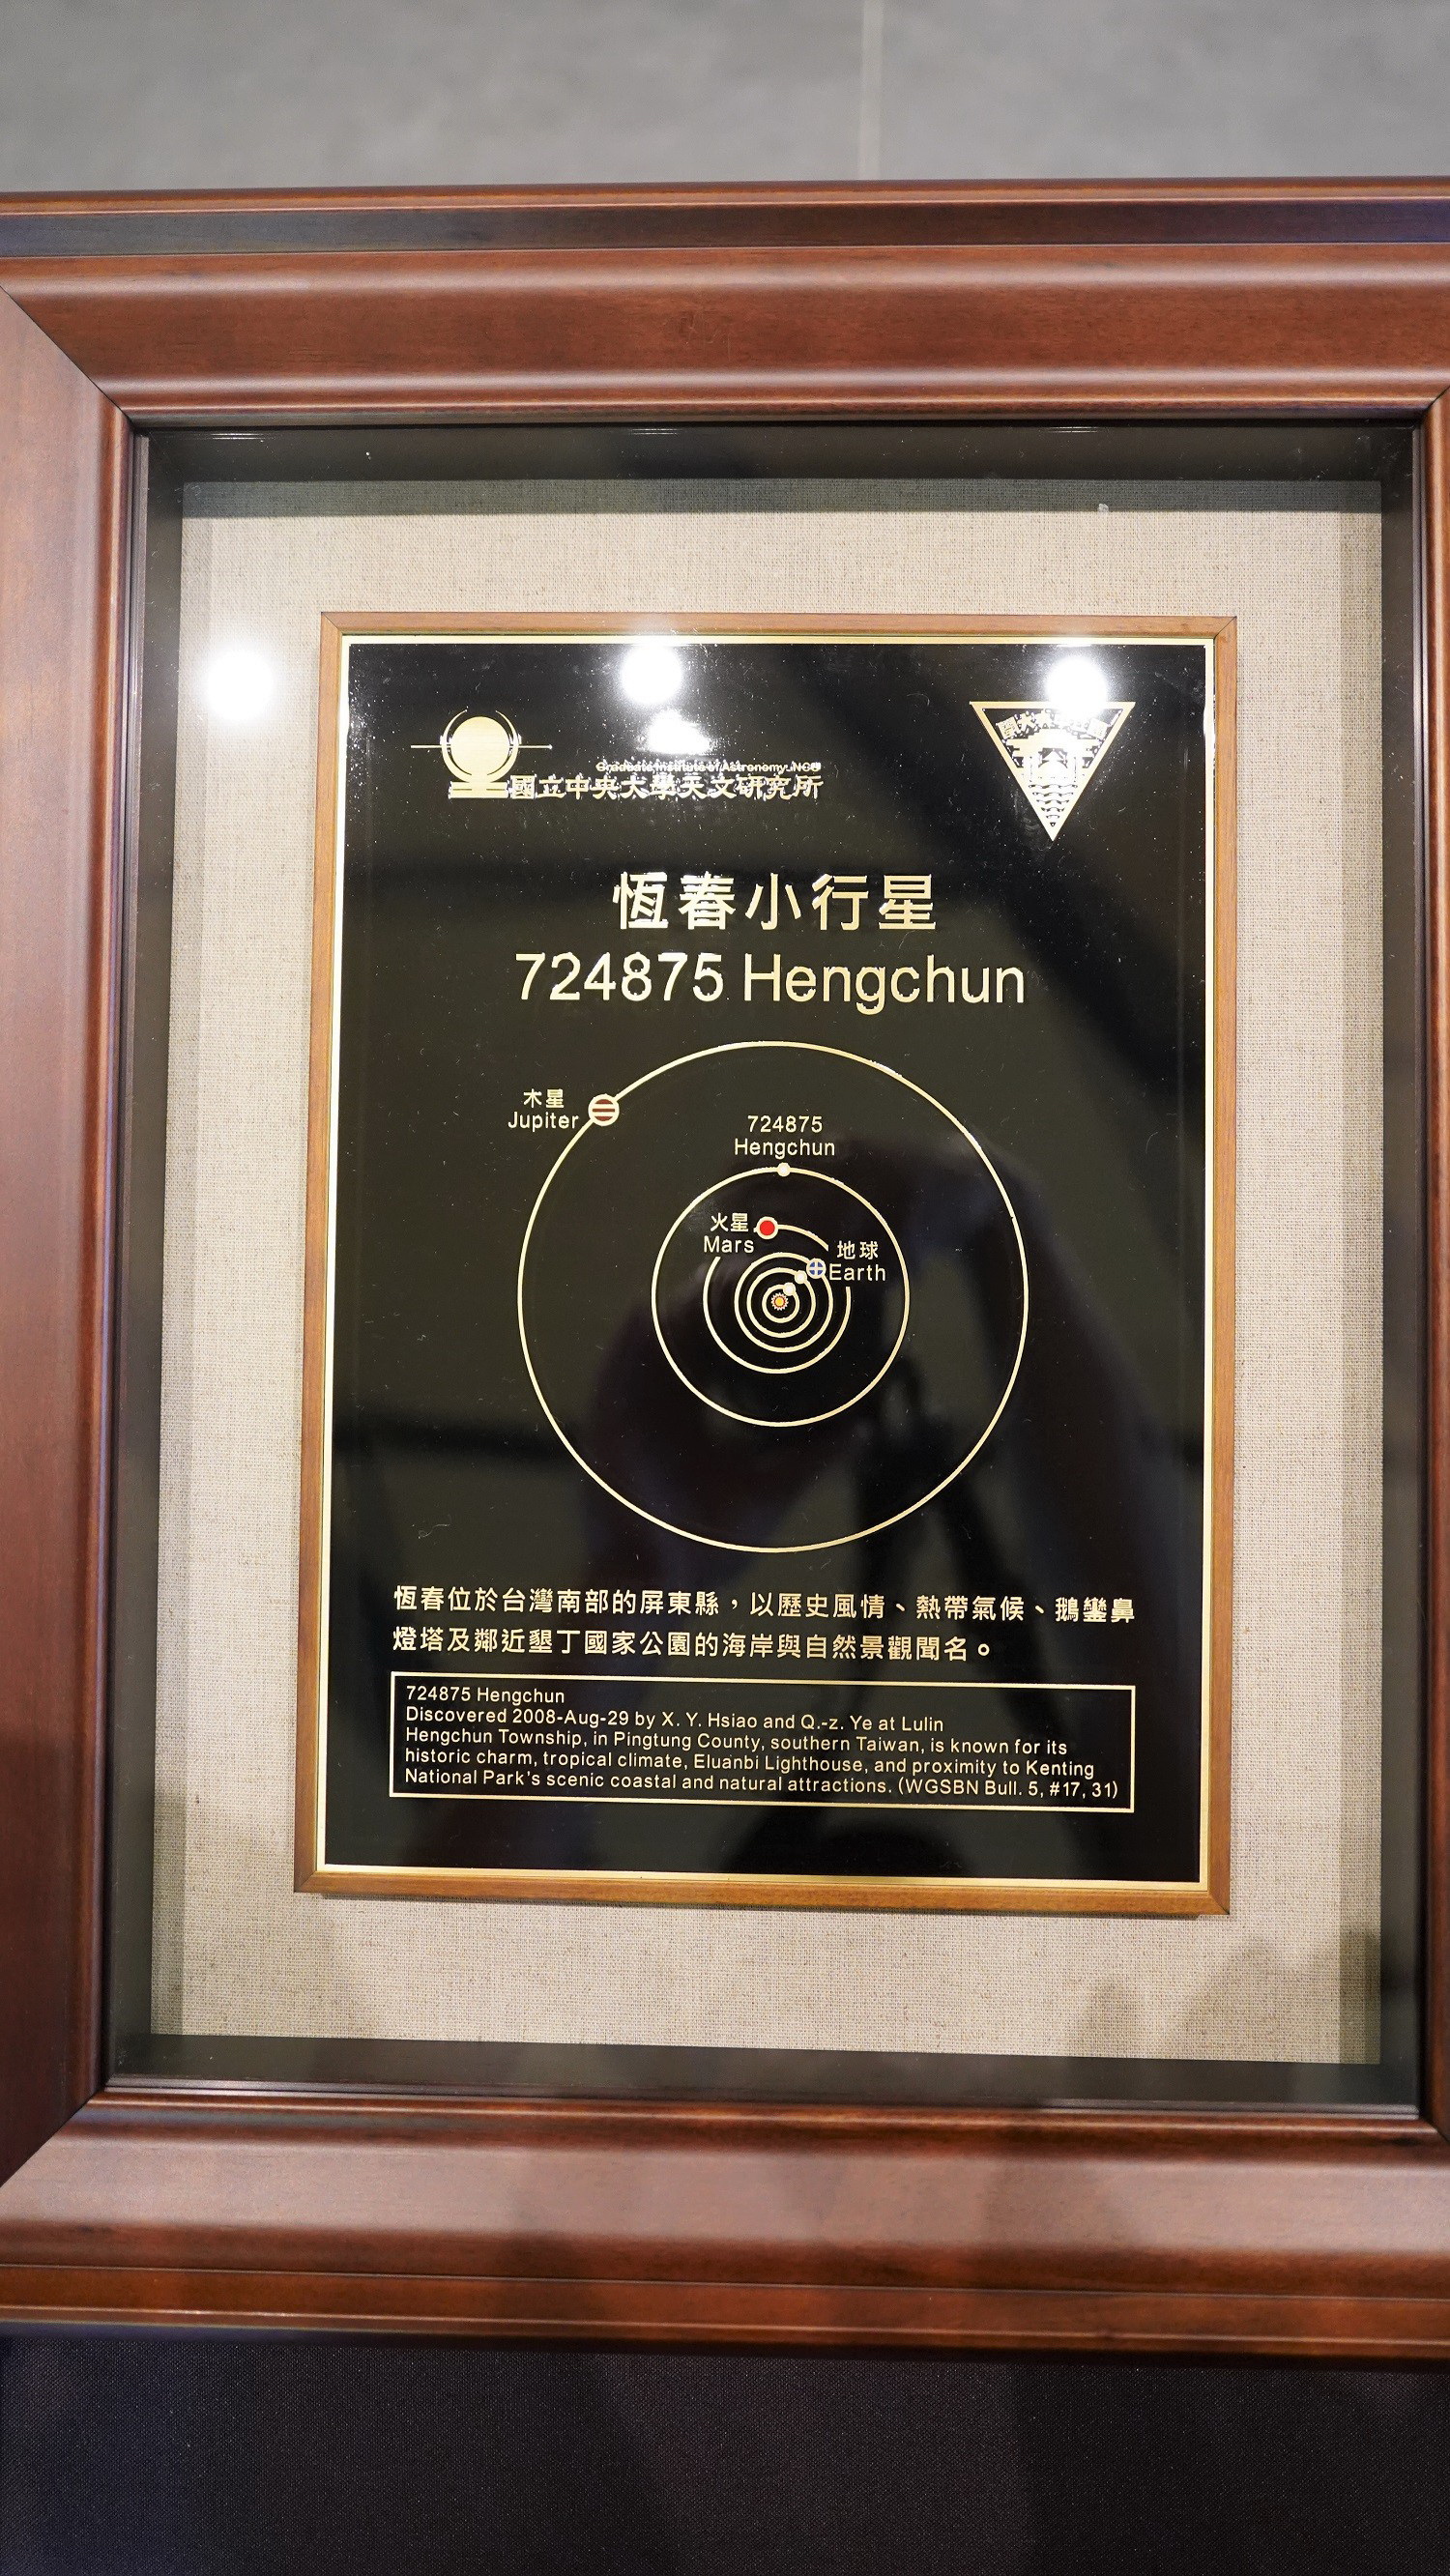 Graduate Institute of Astronomy, NCU
國立中央大學天文研究所
恆春小行星
724875 Hengchun
木星
Jupiter
724875
Hengchun
火星
Mars
地球
Earth
恆春位於台灣南部的屏東縣，以歷史風情、熱帶氣候、鵝鑾鼻
燈塔及鄰近墾丁國家公園的海岸與自然景觀聞名。
724875 Hengchun
Discovered 2008-Aug-29 by X. Y. Hsiao and Q.-z. Ye at Lulin
Hengchun Township, in Pingtung County, southern Taiwan, is known for its
historic charm, tropical climate, Eluanbi Lighthouse, and proximity to Kenting
National Park's scenic coastal and natural attractions. (WGSBN Bull. 5, #17, 31)